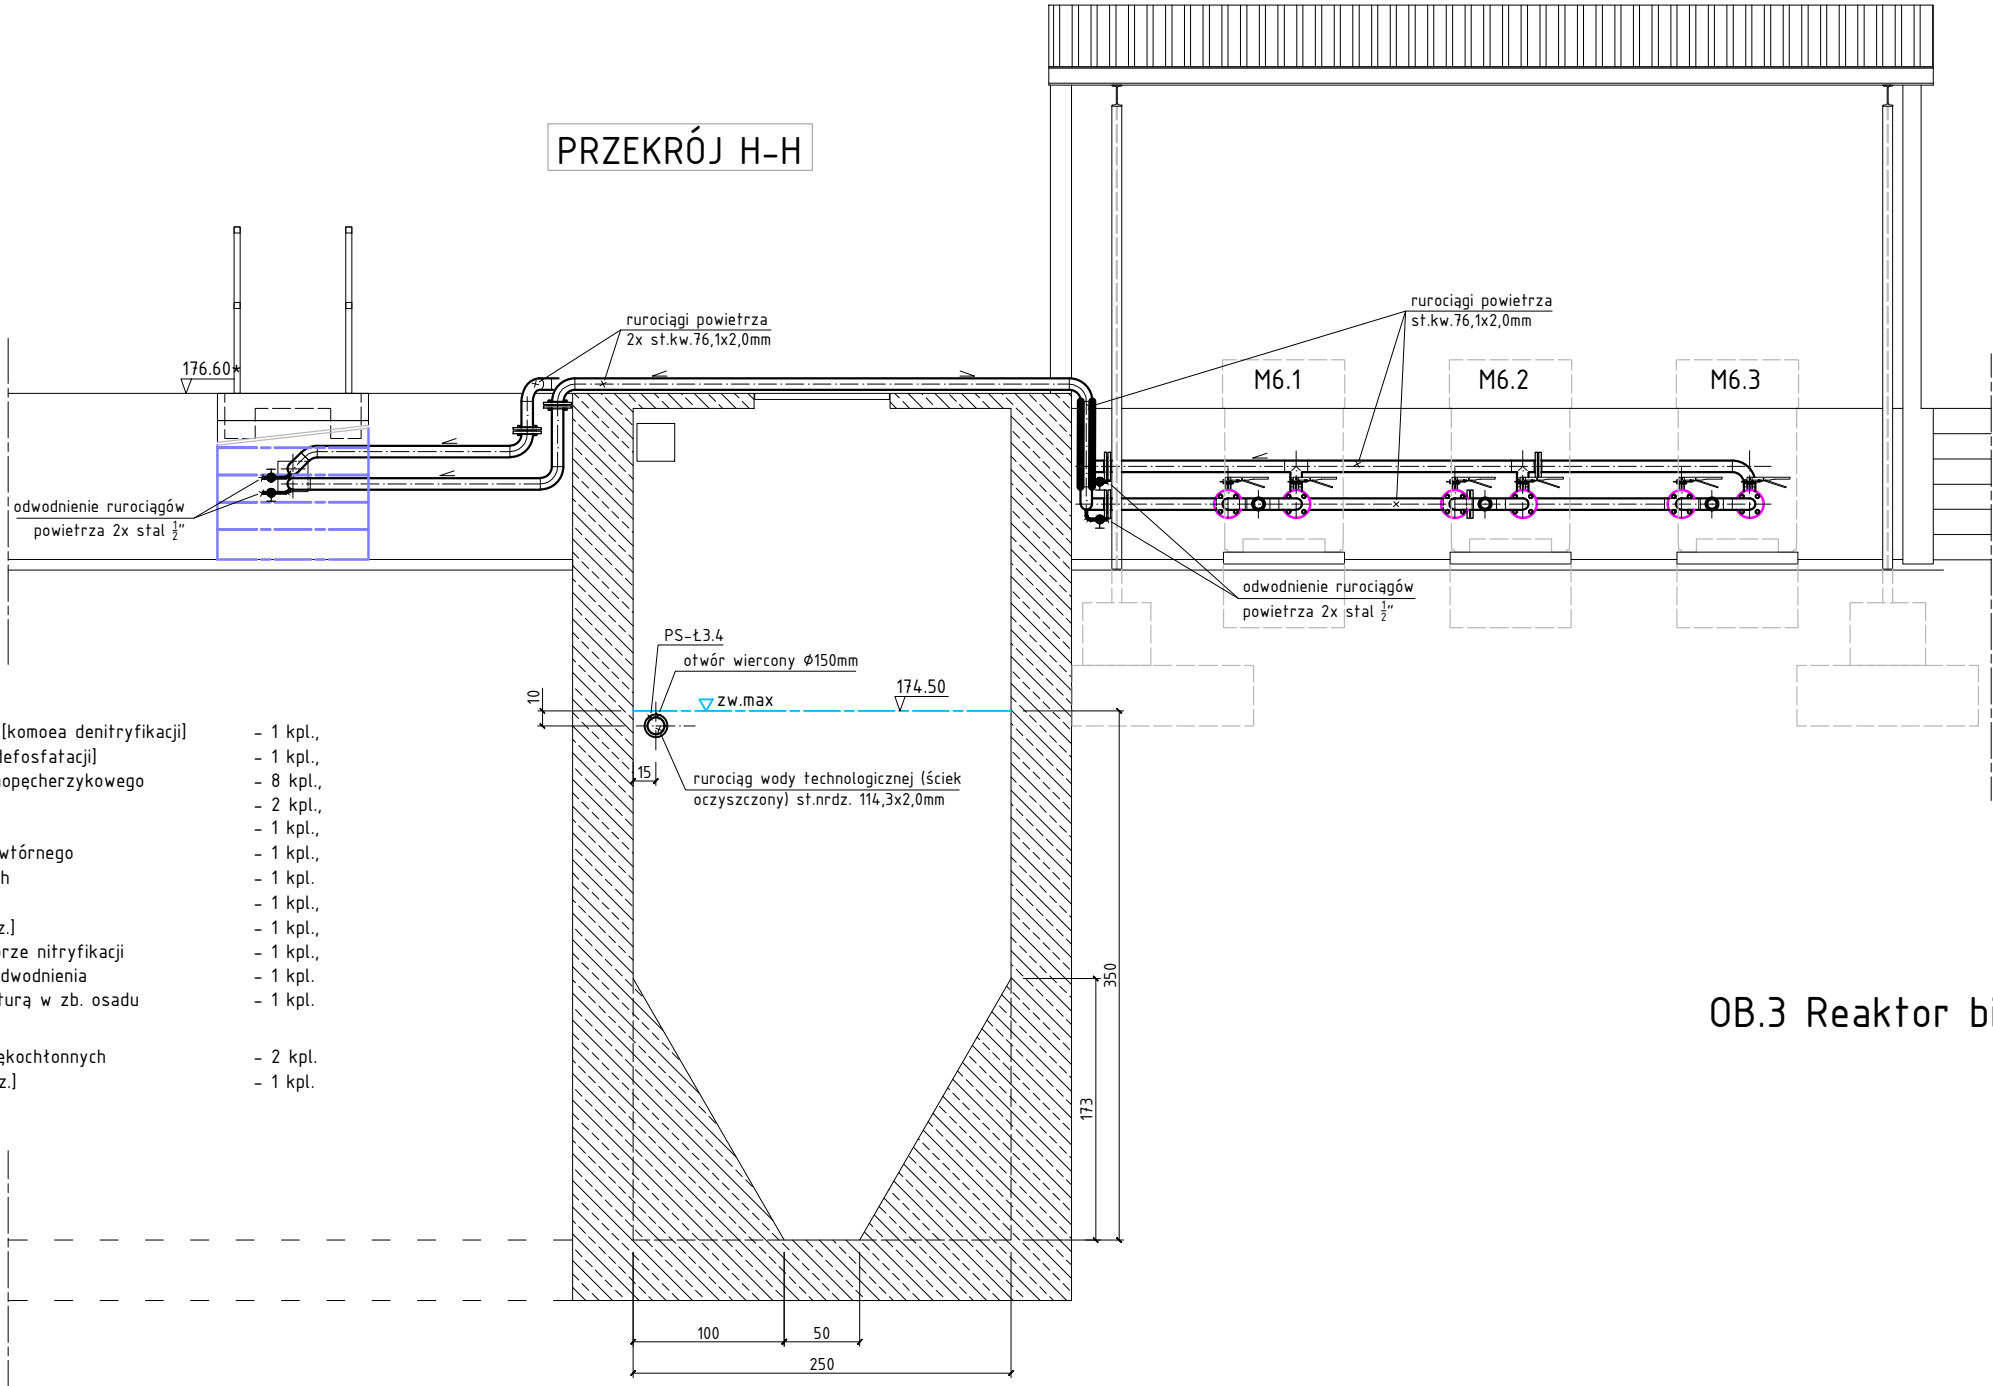 PRZEKRÓJ H-H
176.60*
rurociągi powietrza
2x st.kw.76,1x2,0mm
rurociągi powietrza
st.kw.76,1x2,0mm
M6.1
M6.2
M6.3
odwodnienie rurociągów
powietrza 2x stal 1/2"
odwodnienie rurociągów
powietrza 2x stal 1/2"
PS-Ł3.4
otwór wiercony Ø150mm
10
zw.max
174.50
15
rurociąg wody technologicznej (ściek
oczyszczony) st.nrdz. 114,3x2,0mm
[komoea denitryfikacji] - 1 kpl.,
defosfatacji] - 1 kpl.,
nopęcherzykowego - 8 kpl.,
- 2 kpl.,
- 1 kpl.,
wtórnego - 1 kpl.,
h - 1 kpl.
- 1 kpl.,
z.] - 1 kpl.,
rze nitryfikacji - 1 kpl.,
dwodnienia - 1 kpl.
turą w zb. osadu - 1 kpl.
ękochłonnych - 2 kpl.
z.] - 1 kpl.
350
173
OB.3 Reaktor bi
100
50
250